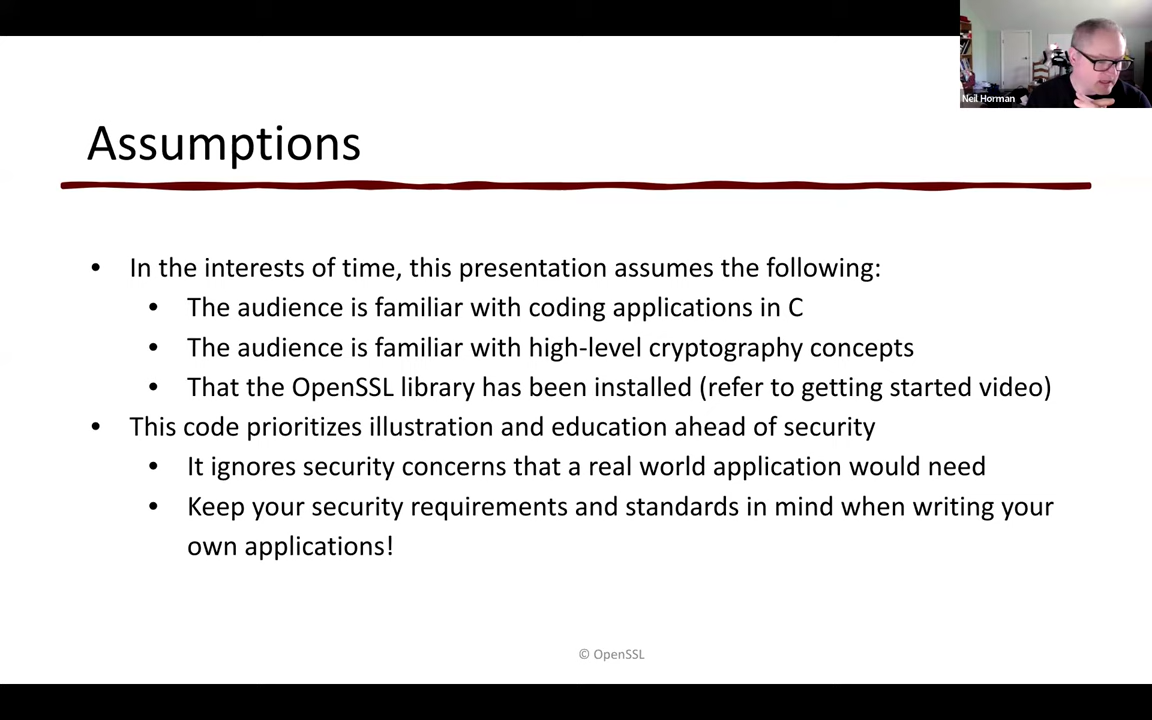 Neil Horman
Assumptions
• In the interests of time, this presentation assumes the following:
• The audience is familiar with coding applications in C
• The audience is familiar with high-level cryptography concepts
• That the OpenSSL library has been installed (refer to getting started video)
• This code prioritizes illustration and education ahead of security
• It ignores security concerns that a real world application would need
• Keep your security requirements and standards in mind when writing your
own applications!
© OpenSSL